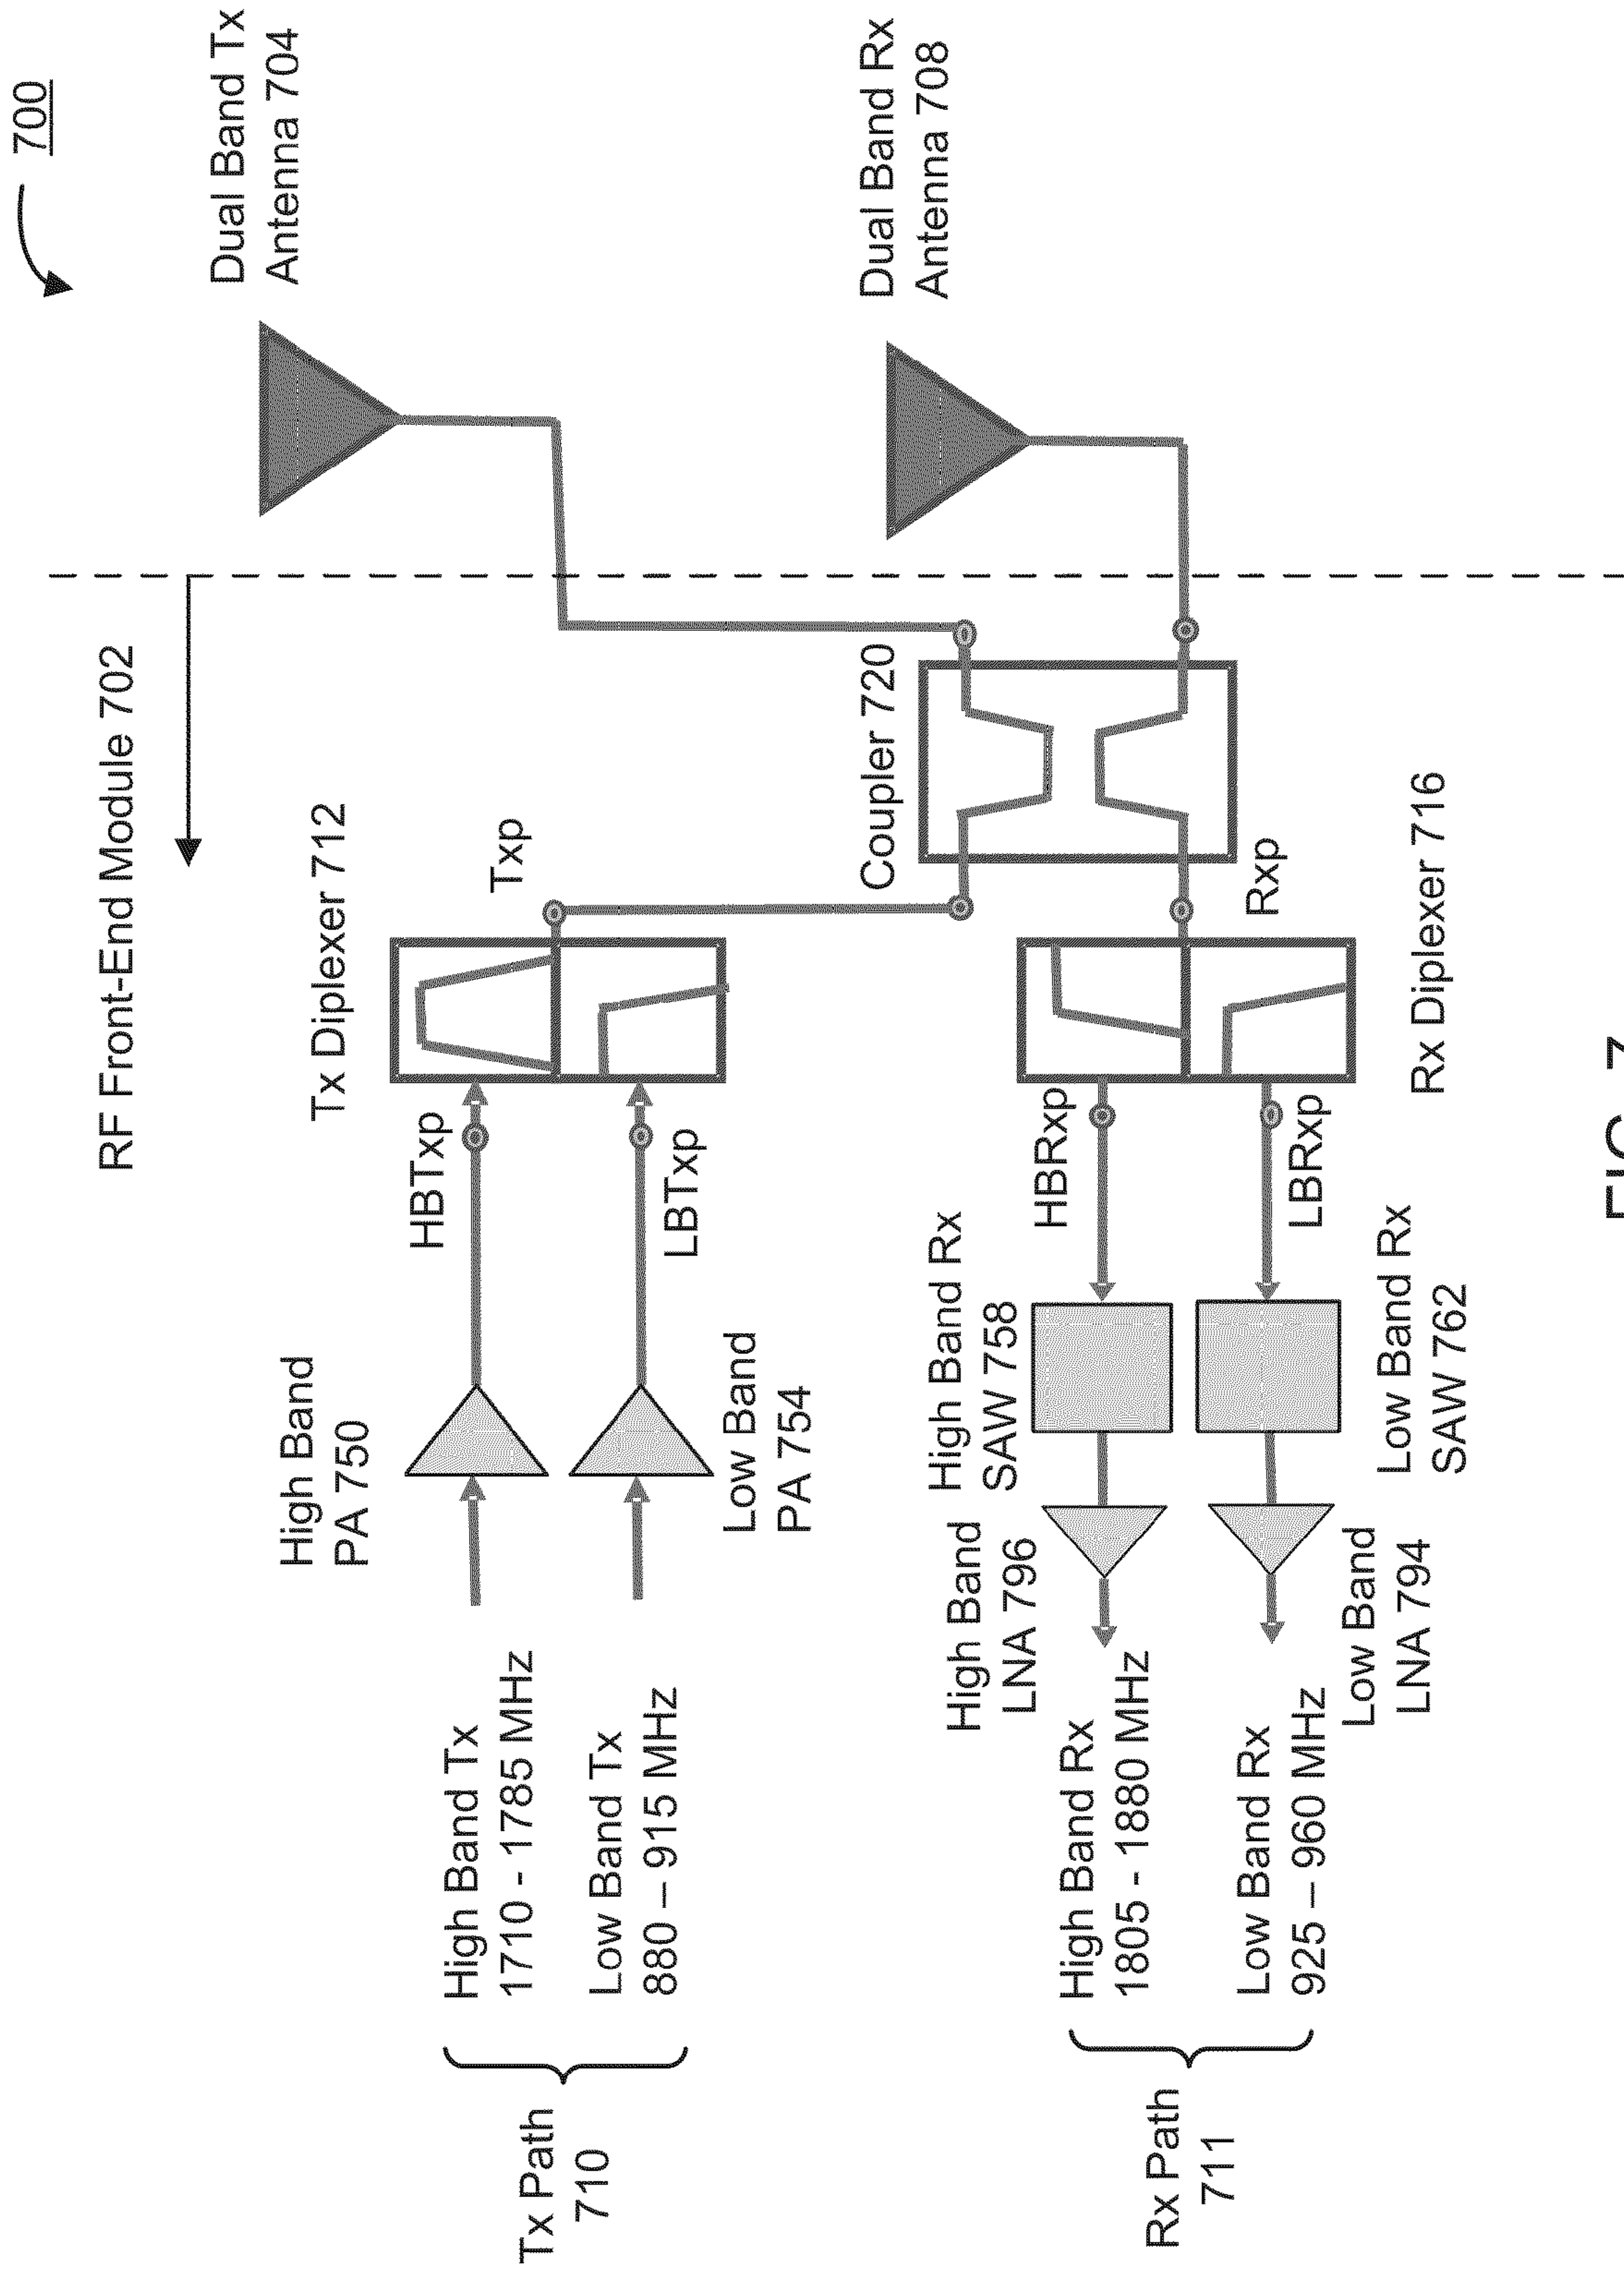 700
Dual Band Tx
Antenna 704
RF Front-End Module 702
Dual Band Rx
Antenna 708
Tx Diplexer 712
Txp
Coupler 720
Rxp
Rx Diplexer 716
HBTxp
LBTxp
HBRxp
LBRxp
High Band
PA 750
Low Band
PA 754
High Band Rx
SAW 758
Low Band Rx
SAW 762
High Band
LNA 796
Low Band
LNA 794
High Band Tx
1710 - 1785 MHz
Low Band Tx
880 – 915 MHz
High Band Rx
1805 - 1880 MHz
Low Band Rx
925 – 960 MHz
Tx Path
710
Rx Path
711